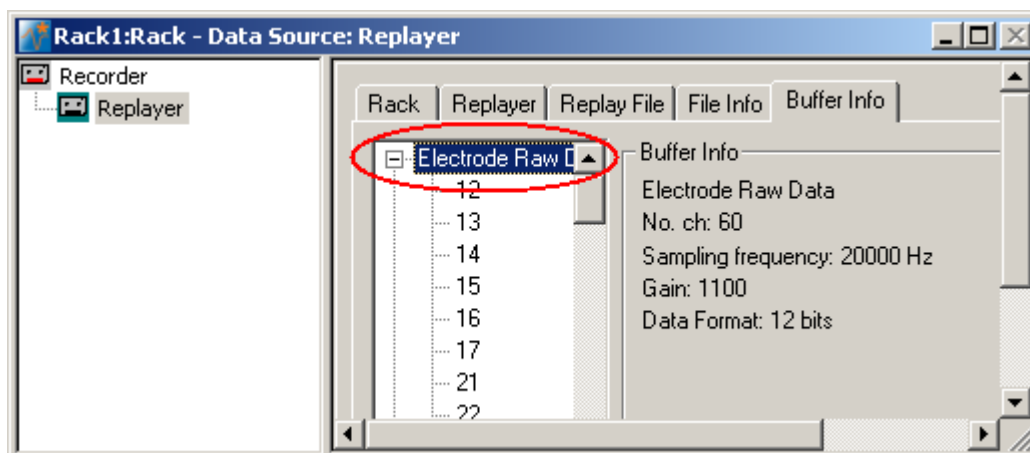 Rack1:Rack - Data Source: Replayer
Recorder
Replayer
Rack
Replayer
Replay File
File Info
Buffer Info
Electrode Raw D
12
13
14
15
16
17
21
22
Buffer Info
Electrode Raw Data
No. ch: 60
Sampling frequency: 20000 Hz
Gain: 1100
Data Format: 12 bits